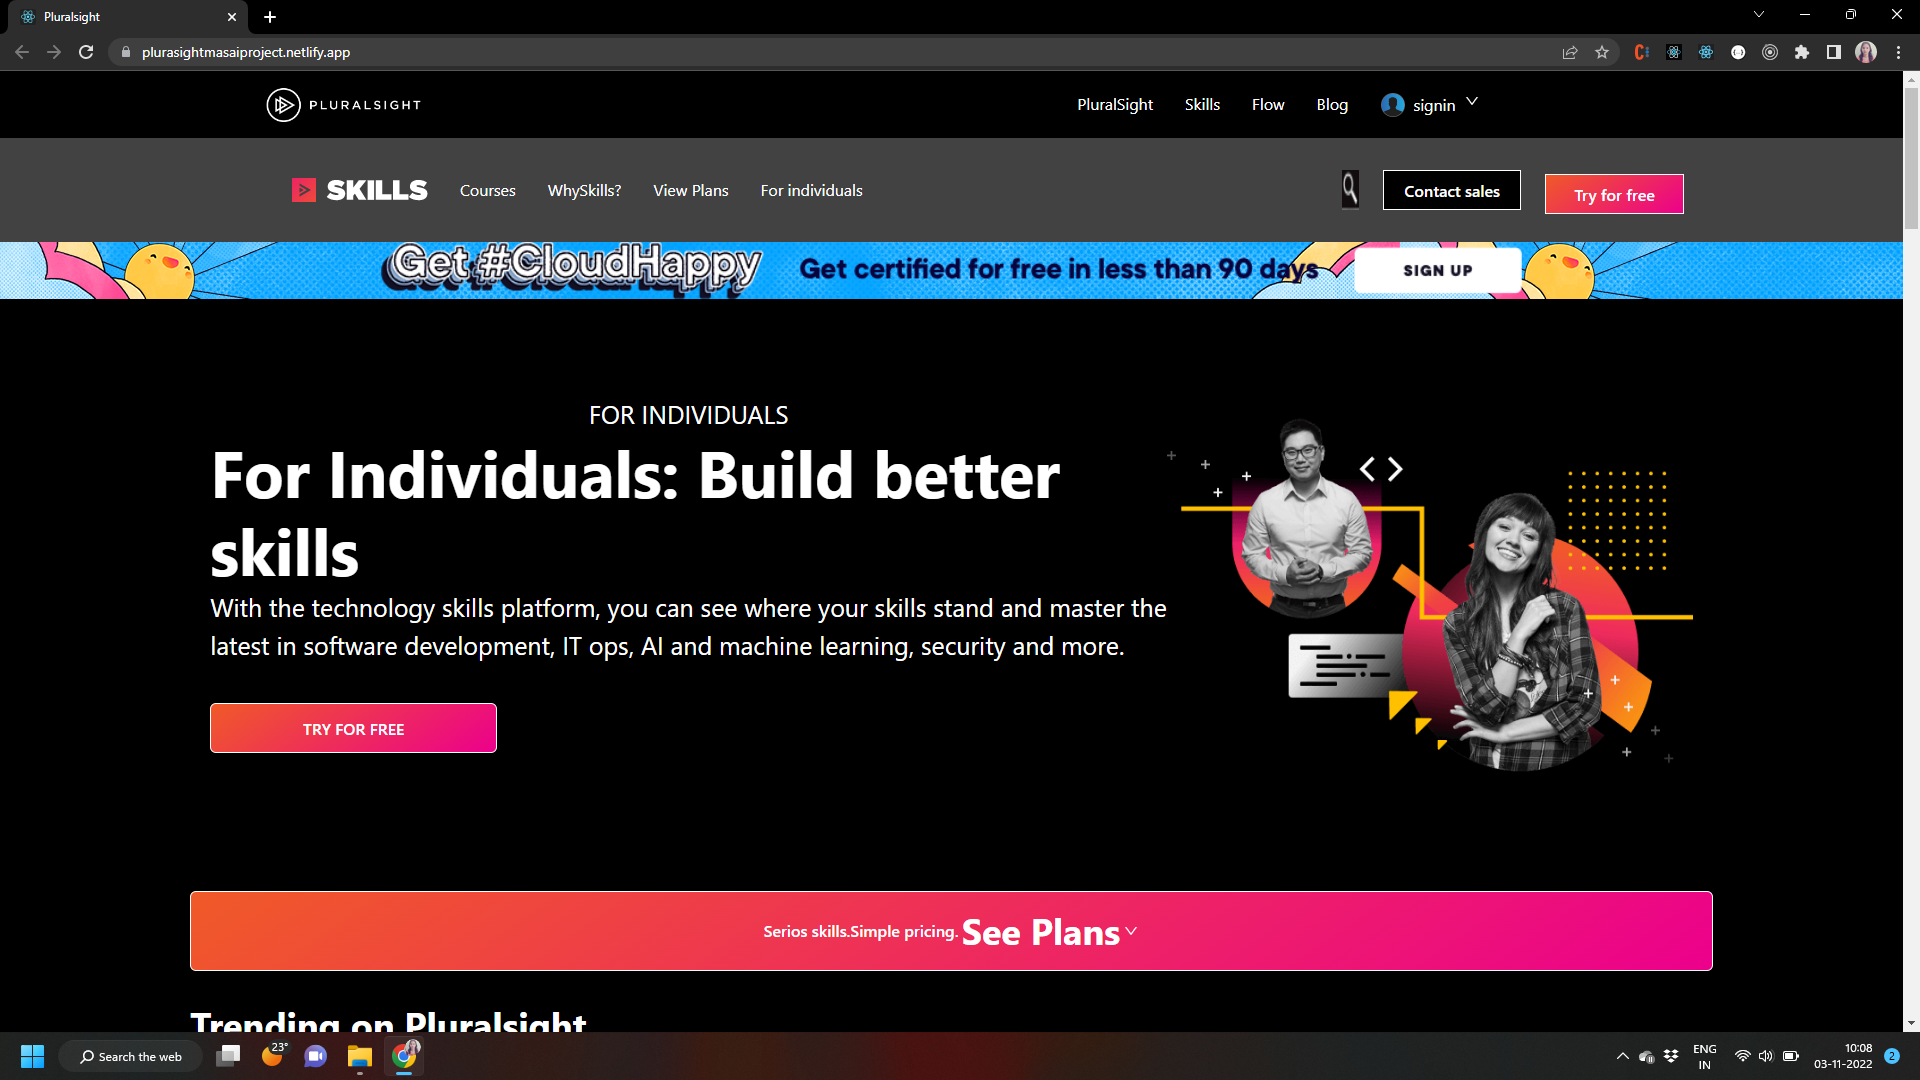 Pluralsight
plurasightmasaiproject.netlify.app
PLURALSIGHT
PluralSight
Skills
Flow
Blog
signin
SKILLS
Courses
WhySkills?
View Plans
For individuals
Contact sales
Try for free
Get #CloudHappy
Get certified for free in less than 90 days
SIGN UP
FOR INDIVIDUALS
For Individuals: Build better
skills
With the technology skills platform, you can see where your skills stand and master the
latest in software development, IT ops, AI and machine learning, security and more.
TRY FOR FREE
Serios skills.Simple pricing. See Plans
Trending on Pluralsight
23°
Search the web
ENG
IN
10:08
03-11-2022
2